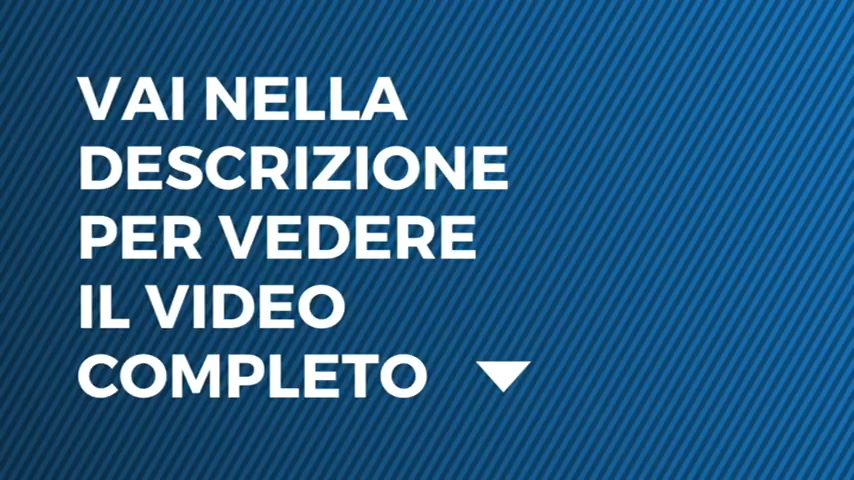 VAI NELLA
DESCRIZIONE
PER VEDERE
IL VIDEO
COMPLETO